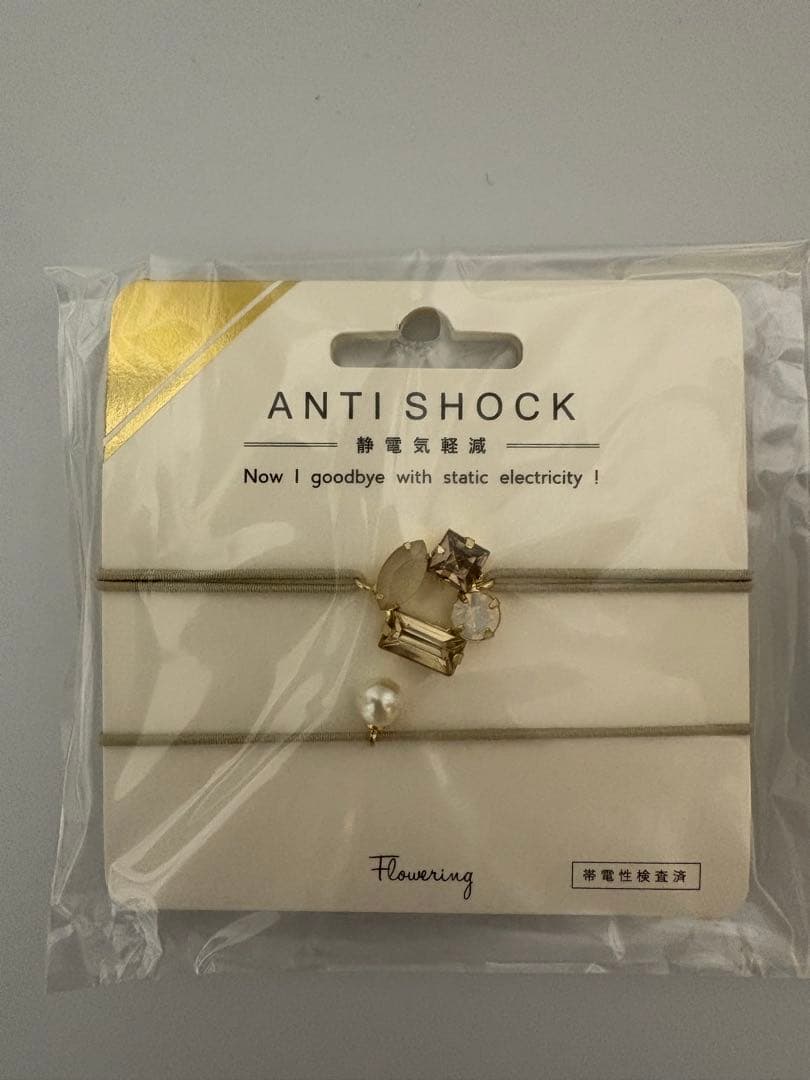 ANTI SHOCK
静電気軽減
Now I goodbye with static electricity !
Flowering
帯電性検査済